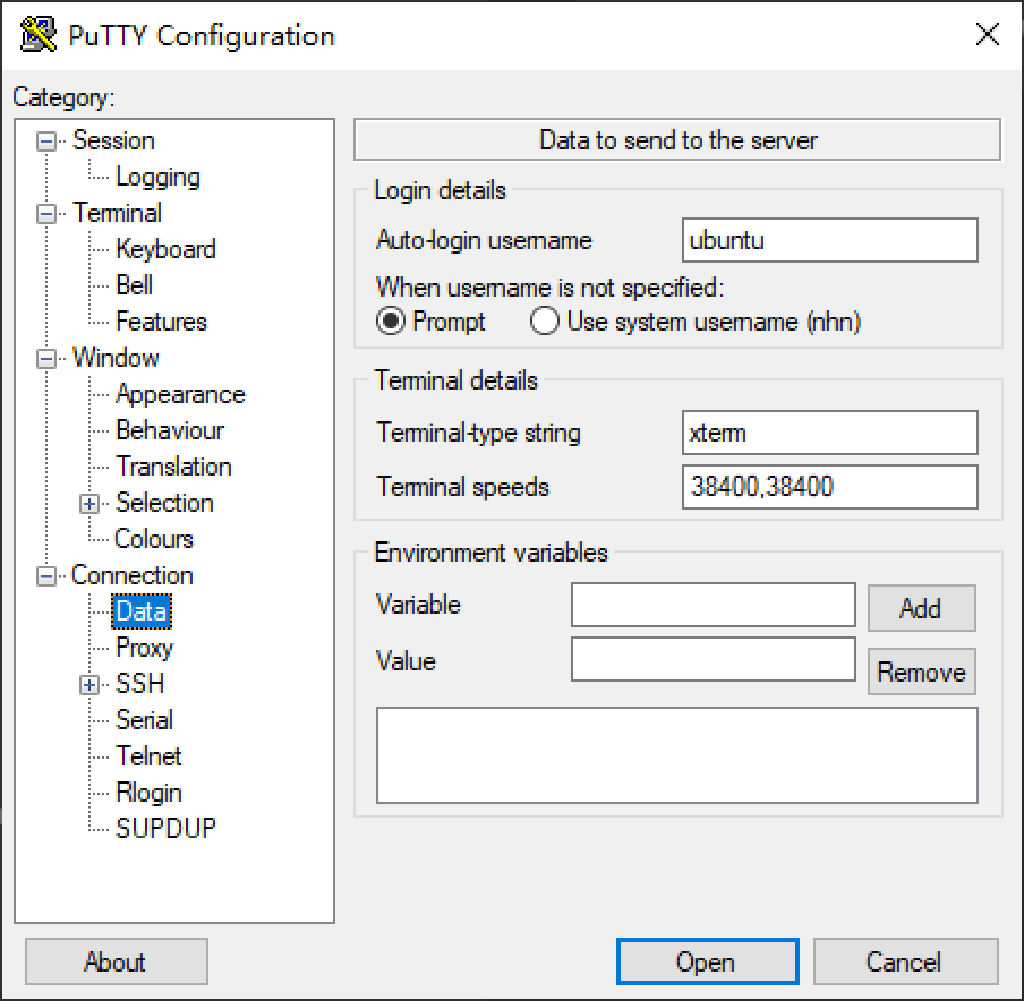 PuTTY Configuration
Category:
Session
Logging
Terminal
Keyboard
Bell
Features
Window
Appearance
Behaviour
Translation
Selection
Colours
Connection
Data
Proxy
SSH
Serial
Telnet
Rlogin
SUPDUP
Data to send to the server
Login details
Auto-login username ubuntu
When username is not specified:
Prompt Use system username (nhn)
Terminal details
Terminal-type string xterm
Terminal speeds 38400,38400
Environment variables
Variable Add
Value Remove
About Open Cancel